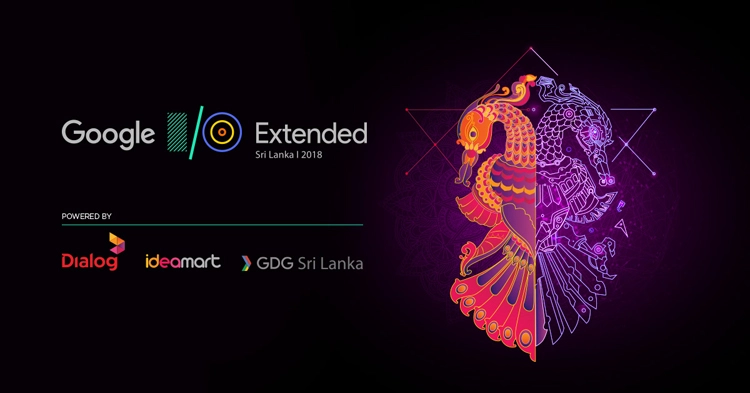 Google I/O Extended
Sri Lanka | 2018
POWERED BY
Dialog ideamart GDG Sri Lanka